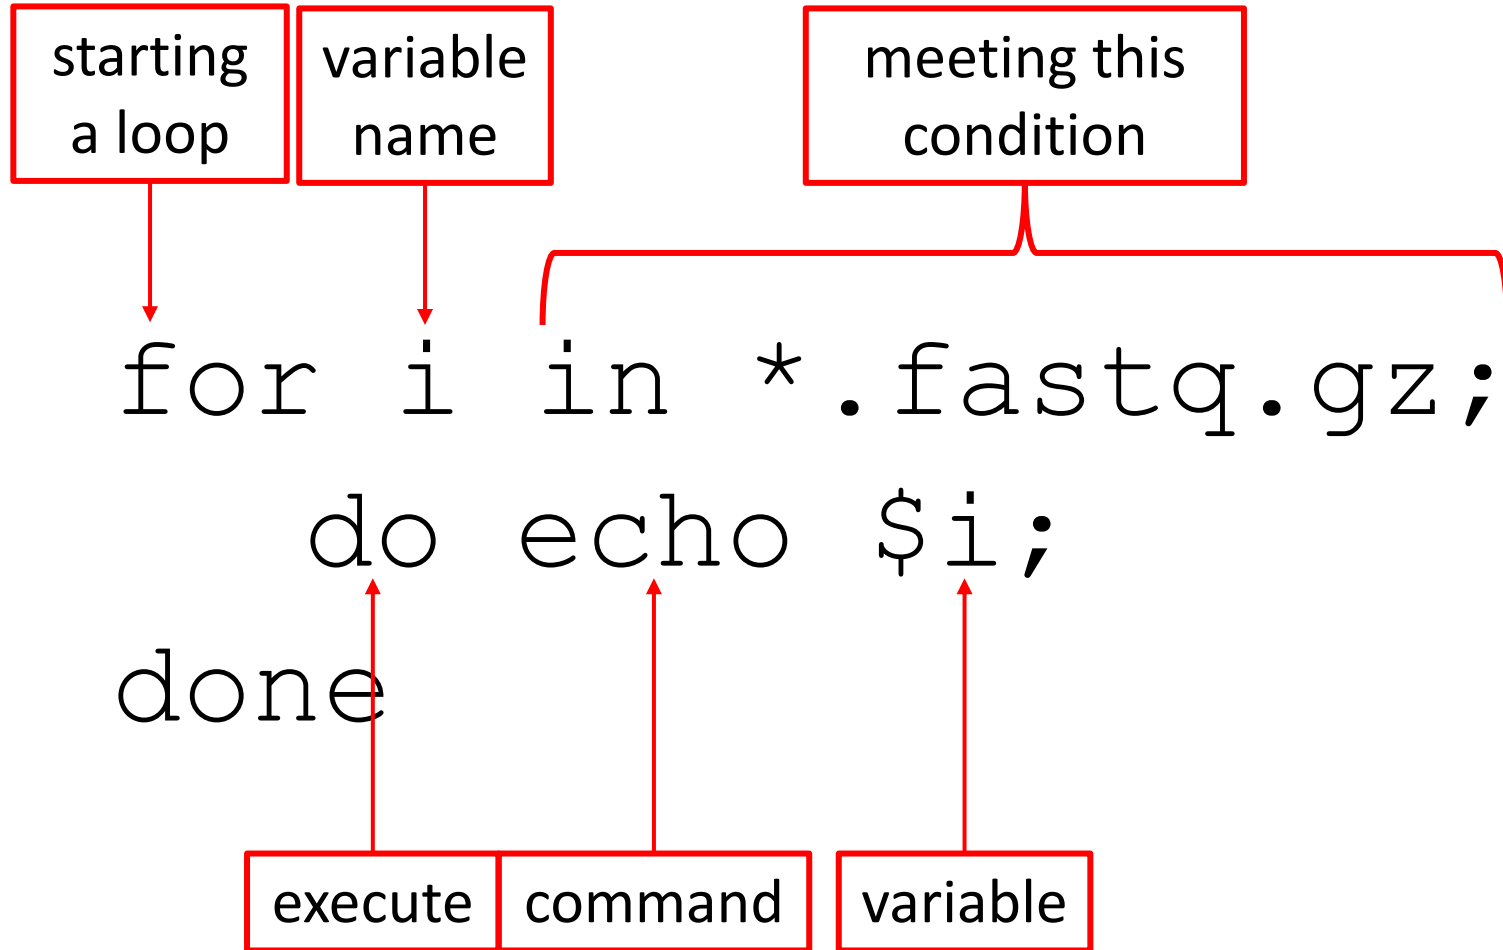 starting
a loop
variable
name
meeting this
condition
for i in *.fastq.gz;
do echo $i;
done
execute
command
variable